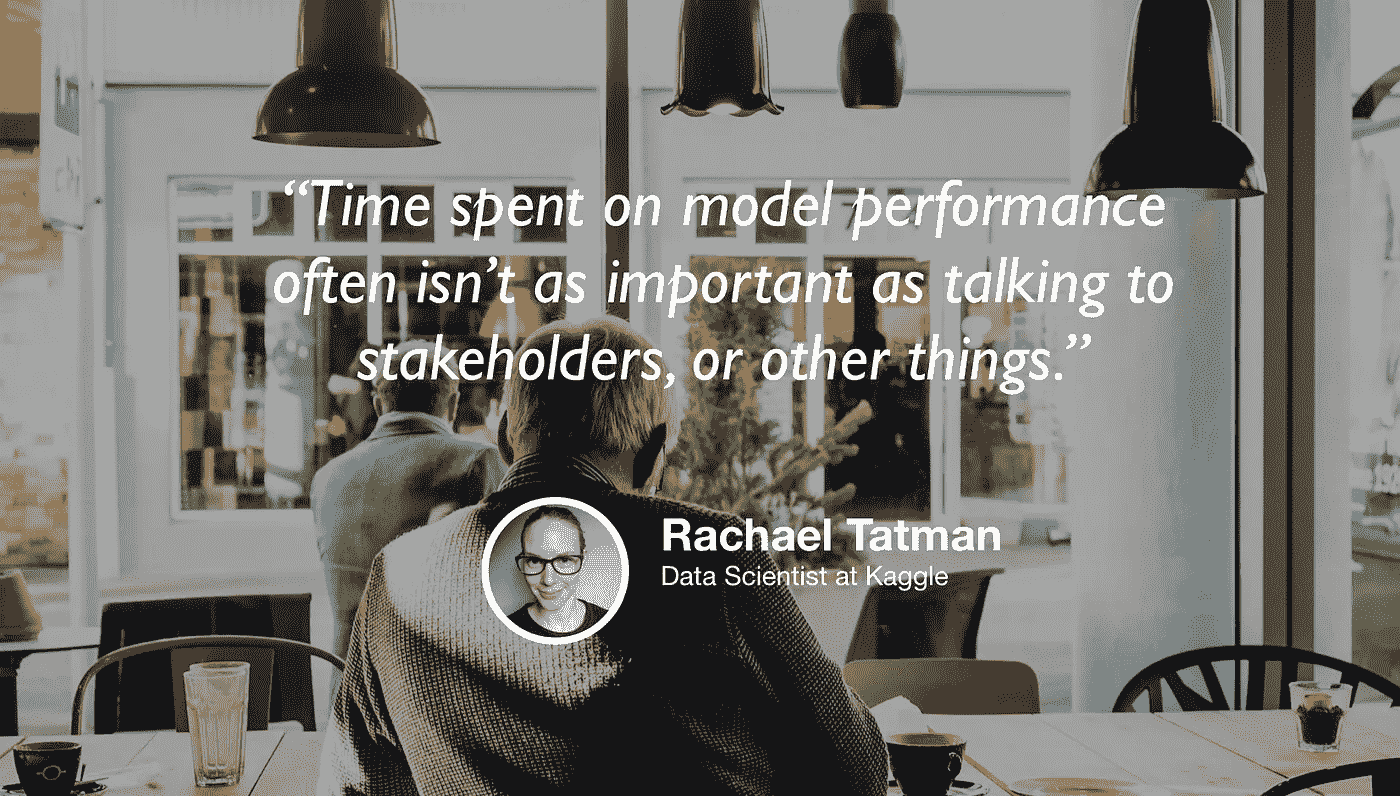 “Time spent on model performance
often isn’t as important as talking to
stakeholders, or other things.”
Rachael Tatman
Data Scientist at Kaggle